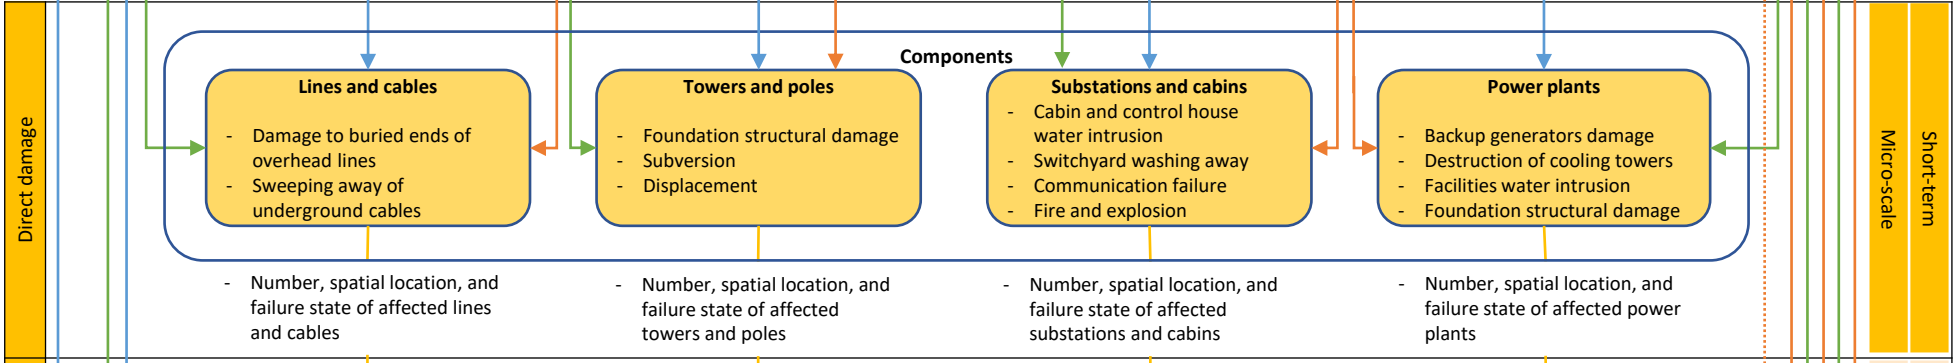 Direct damage
Components
Lines and cables
- Damage to buried ends of
overhead lines
- Sweeping away of
underground cables
Towers and poles
- Foundation structural damage
- Subversion
- Displacement
Substations and cabins
- Cabin and control house
water intrusion
- Switchyard washing away
- Communication failure
- Fire and explosion
Power plants
- Backup generators damage
- Destruction of cooling towers
- Facilities water intrusion
- Foundation structural damage
- Number, spatial location, and
failure state of affected lines
and cables
- Number, spatial location, and
failure state of affected
towers and poles
- Number, spatial location, and
failure state of affected
substations and cabins
- Number, spatial location, and
failure state of affected power
plants
Micro-scale
Short-term